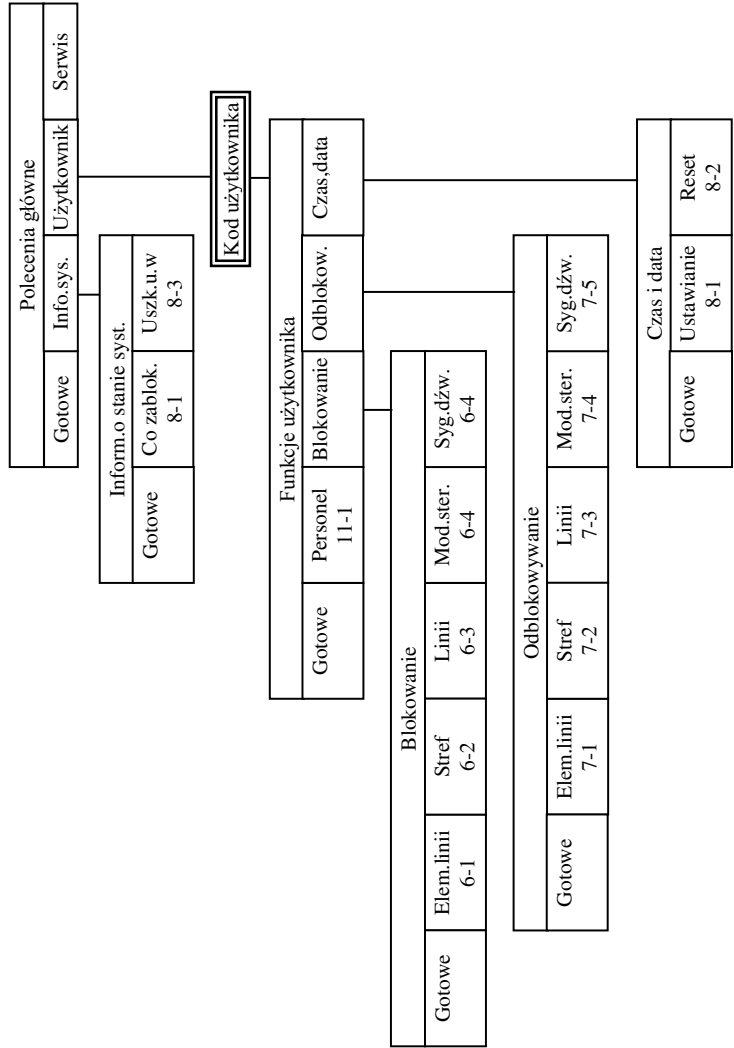 Polecenia główne
Gotowe
Info.sys.
Użytkownik
Serwis
Inform.o stanie syst.
Gotowe
Co zablok.
8-1
Uszk.u.w
8-3
Kod użytkownika
Funkcje użytkownika
Gotowe
Personel
11-1
Blokowanie
Odblokow.
Czas,data
Blokowanie
Gotowe
Elem.linii
6-1
Stref
6-2
Linii
6-3
Mod.ster.
6-4
Syg.dźw.
6-4
Odblokowywanie
Gotowe
Elem.linii
7-1
Stref
7-2
Linii
7-3
Mod.ster.
7-4
Syg.dźw.
7-5
Czas i data
Gotowe
Ustawianie
8-1
Reset
8-2